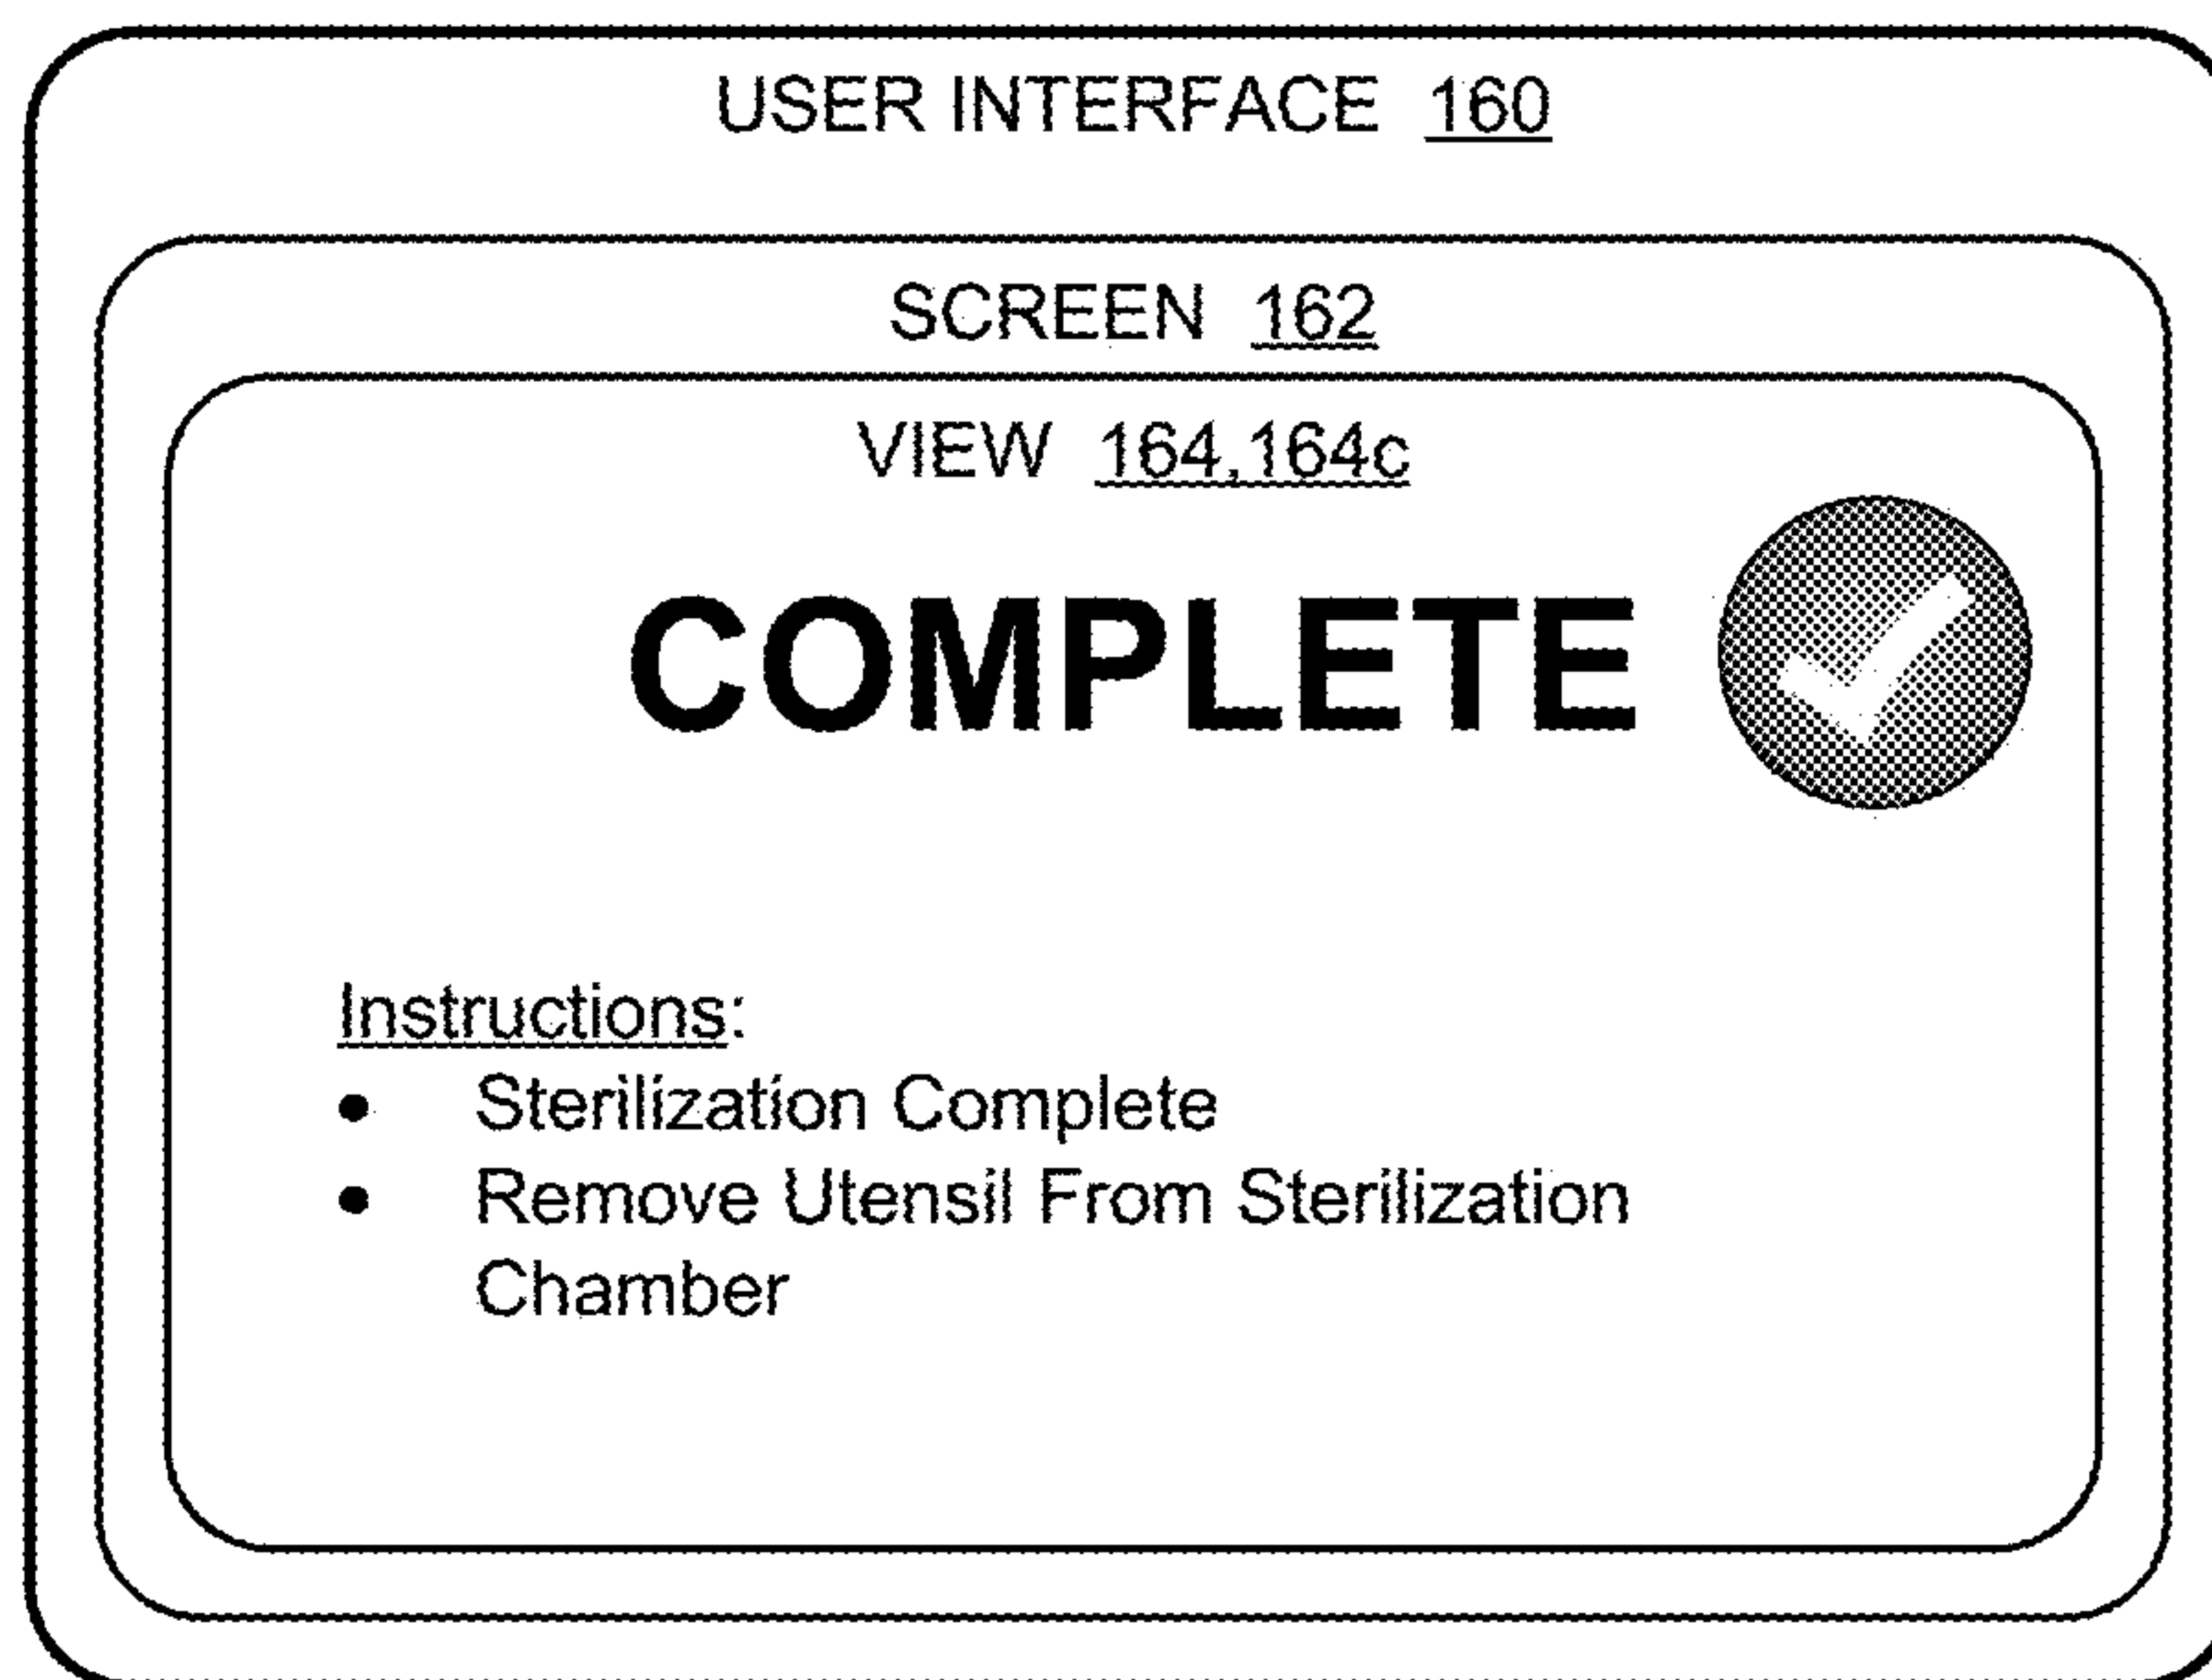 USER INTERFACE 160
SCREEN 162
VIEW 164,164c
COMPLETE
Instructions:
• Sterilization Complete
• Remove Utensil From Sterilization
Chamber